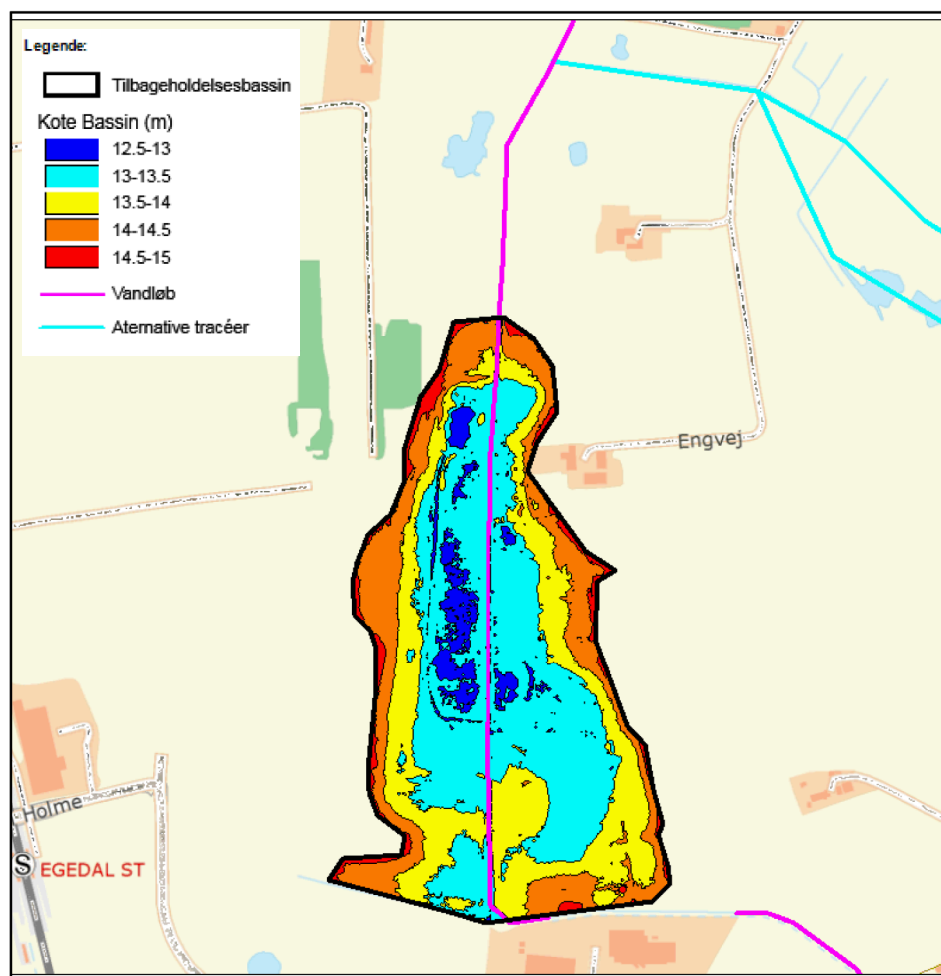 Legende:
Tilbageholdelsesbassin
Kote Bassin (m)
12.5-13
13-13.5
13.5-14
14-14.5
14.5-15
Vandløb
Aternative tracéer
Engvej
Holme
S
EGEDAL ST